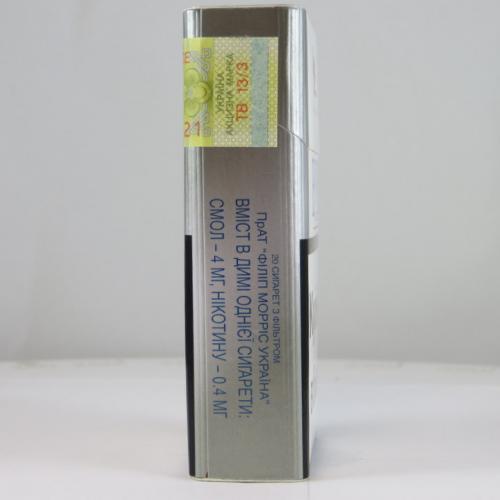 УКРАЇНА
АКЦИЗНА МАРКА
ТВ 13/3
21
20 СИГАРЕТ З ФІЛЬТРОМ
ПрАТ "ФІЛІП МОРРІС УКРАЇНА"
ВМІСТ В ДИМІ ОДНІЄЇ СИГАРЕТИ:
СМОЛ – 4 МГ, НІКОТИНУ – 0.4 МГ